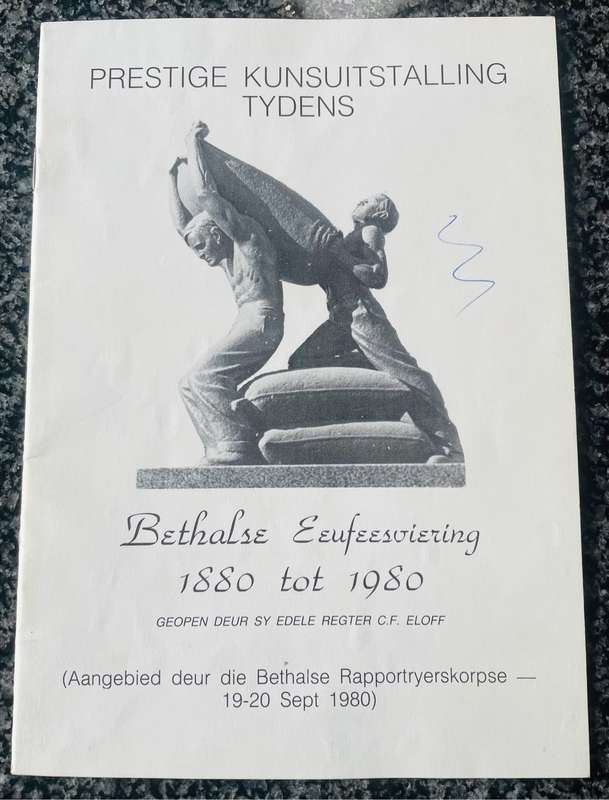 PRESTIGE KUNSUITSTALLING
TYDENS
Bethalse Eeufeesviering
1880 tot 1980
GEOPEN DEUR SY EDELE REGTER C.F. ELOFF
(Aangebied deur die Bethalse Rapportryerskorpse —
19-20 Sept 1980)